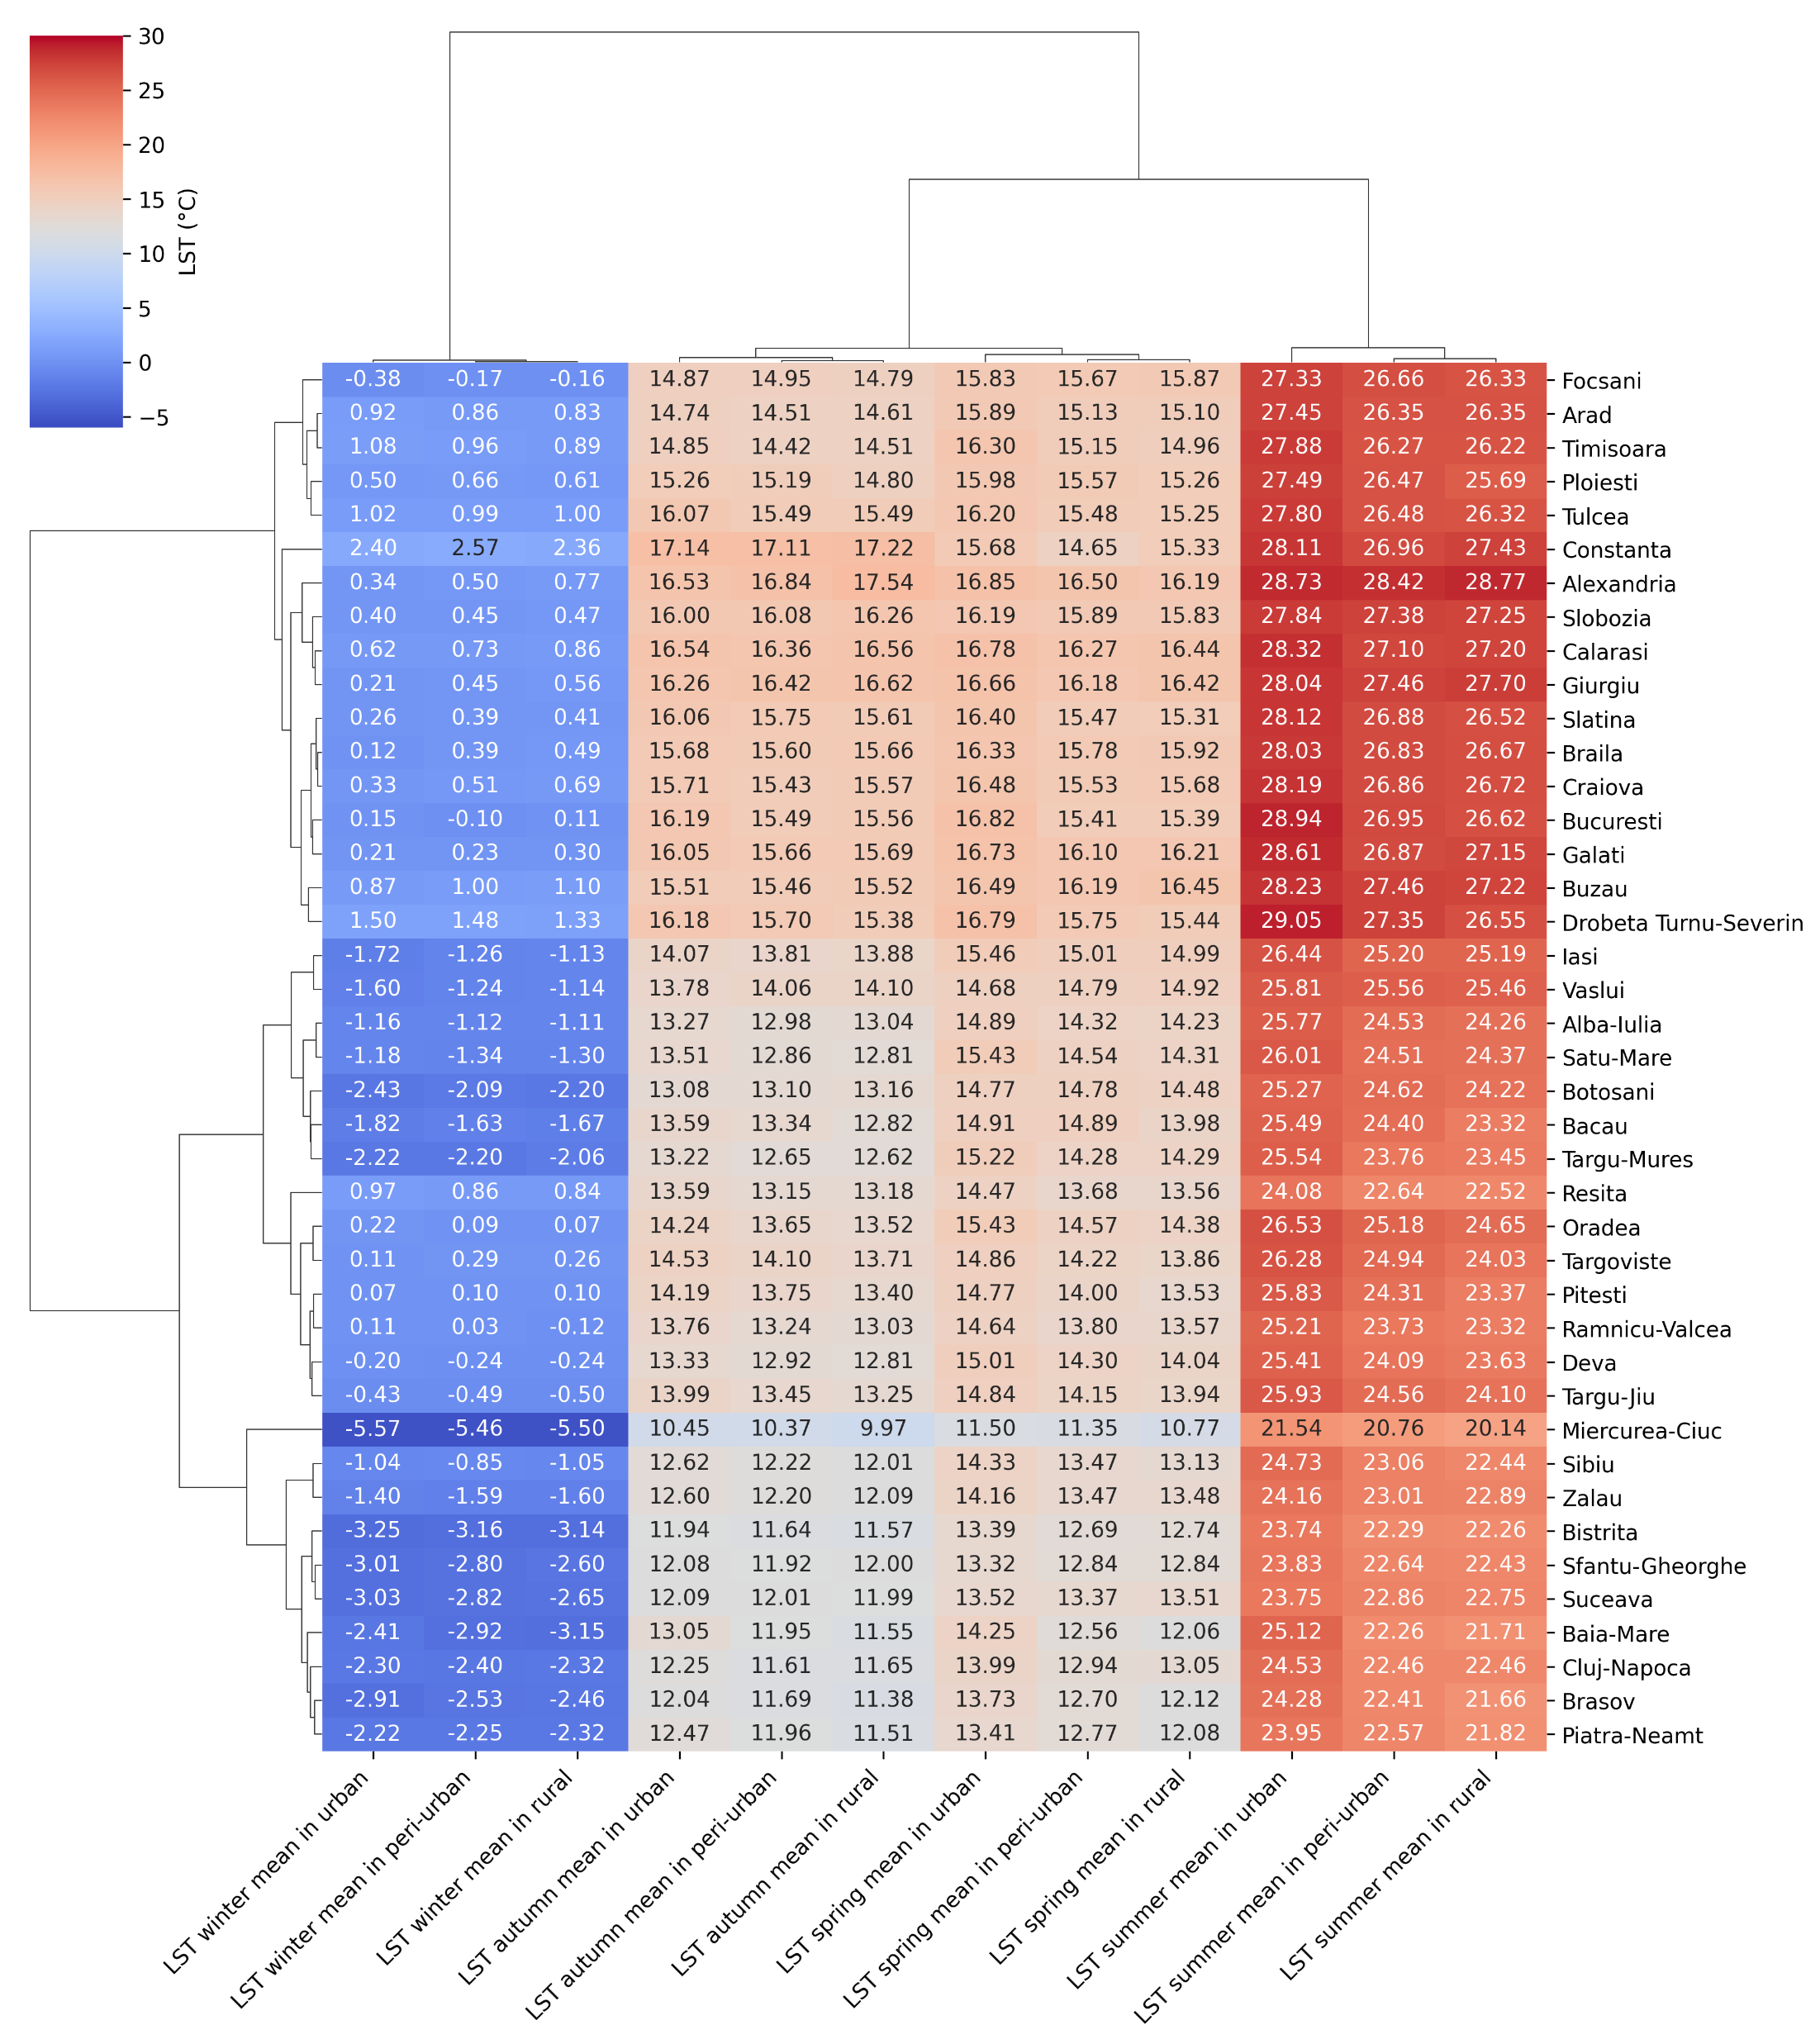 30
25
20
15
10
5
0
−5
LST (°C)
-0.38 -0.17 -0.16 14.87 14.95 14.79 15.83 15.67 15.87 27.33 26.66 26.33 Focsani
0.92 0.86 0.83 14.74 14.51 14.61 15.89 15.13 15.10 27.45 26.35 26.35 Arad
1.08 0.96 0.89 14.85 14.42 14.51 16.30 15.15 14.96 27.88 26.27 26.22 Timisoara
0.50 0.66 0.61 15.26 15.19 14.80 15.98 15.57 15.26 27.49 26.47 25.69 Ploiesti
1.02 0.99 1.00 16.07 15.49 15.49 16.20 15.48 15.25 27.80 26.48 26.32 Tulcea
2.40 2.57 2.36 17.14 17.11 17.22 15.68 14.65 15.33 28.11 26.96 27.43 Constanta
0.34 0.50 0.77 16.53 16.84 17.54 16.85 16.50 16.19 28.73 28.42 28.77 Alexandria
0.40 0.45 0.47 16.00 16.08 16.26 16.19 15.89 15.83 27.84 27.38 27.25 Slobozia
0.62 0.73 0.86 16.54 16.36 16.56 16.78 16.27 16.44 28.32 27.10 27.20 Calarasi
0.21 0.45 0.56 16.26 16.42 16.62 16.66 16.18 16.42 28.04 27.46 27.70 Giurgiu
0.26 0.39 0.41 16.06 15.75 15.61 16.40 15.47 15.31 28.12 26.88 26.52 Slatina
0.12 0.39 0.49 15.68 15.60 15.66 16.33 15.78 15.92 28.03 26.83 26.67 Braila
0.33 0.51 0.69 15.71 15.43 15.57 16.48 15.53 15.68 28.19 26.86 26.72 Craiova
0.15 -0.10 0.11 16.19 15.49 15.56 16.82 15.41 15.39 28.94 26.95 26.62 Bucuresti
0.21 0.23 0.30 16.05 15.66 15.69 16.73 16.10 16.21 28.61 26.87 27.15 Galati
0.87 1.00 1.10 15.51 15.46 15.52 16.49 16.19 16.45 28.23 27.46 27.22 Buzau
1.50 1.48 1.33 16.18 15.70 15.38 16.79 15.75 15.44 29.05 27.35 26.55 Drobeta Turnu-Severin
-1.72 -1.26 -1.13 14.07 13.81 13.88 15.46 15.01 14.99 26.44 25.20 25.19 Iasi
-1.60 -1.24 -1.14 13.78 14.06 14.10 14.68 14.79 14.92 25.81 25.56 25.46 Vaslui
-1.16 -1.12 -1.11 13.27 12.98 13.04 14.89 14.32 14.23 25.77 24.53 24.26 Alba-Iulia
-1.18 -1.34 -1.30 13.51 12.86 12.81 15.43 14.54 14.31 26.01 24.51 24.37 Satu-Mare
-2.43 -2.09 -2.20 13.08 13.10 13.16 14.77 14.78 14.48 25.27 24.62 24.22 Botosani
-1.82 -1.63 -1.67 13.59 13.34 12.82 14.91 14.89 13.98 25.49 24.40 23.32 Bacau
-2.22 -2.20 -2.06 13.22 12.65 12.62 15.22 14.28 14.29 25.54 23.76 23.45 Targu-Mures
0.97 0.86 0.84 13.59 13.15 13.18 14.47 13.68 13.56 24.08 22.64 22.52 Resita
0.22 0.09 0.07 14.24 13.65 13.52 15.43 14.57 14.38 26.53 25.18 24.65 Oradea
0.11 0.29 0.26 14.53 14.10 13.71 14.86 14.22 13.86 26.28 24.94 24.03 Targoviste
0.07 0.10 0.10 14.19 13.75 13.40 14.77 14.00 13.53 25.83 24.31 23.37 Pitesti
0.11 0.03 -0.12 13.76 13.24 13.03 14.64 13.80 13.57 25.21 23.73 23.32 Ramnicu-Valcea
-0.20 -0.24 -0.24 13.33 12.92 12.81 15.01 14.30 14.04 25.41 24.09 23.63 Deva
-0.43 -0.49 -0.50 13.99 13.45 13.25 14.84 14.15 13.94 25.93 24.56 24.10 Targu-Jiu
-5.57 -5.46 -5.50 10.45 10.37 9.97 11.50 11.35 10.77 21.54 20.76 20.14 Miercurea-Ciuc
-1.04 -0.85 -1.05 12.62 12.22 12.01 14.33 13.47 13.13 24.73 23.06 22.44 Sibiu
-1.40 -1.59 -1.60 12.60 12.20 12.09 14.16 13.47 13.48 24.16 23.01 22.89 Zalau
-3.25 -3.16 -3.14 11.94 11.64 11.57 13.39 12.69 12.74 23.74 22.29 22.26 Bistrita
-3.01 -2.80 -2.60 12.08 11.92 12.00 13.32 12.84 12.84 23.83 22.64 22.43 Sfantu-Gheorghe
-3.03 -2.82 -2.65 12.09 12.01 11.99 13.52 13.37 13.51 23.75 22.86 22.75 Suceava
-2.41 -2.92 -3.15 13.05 11.95 11.55 14.25 12.56 12.06 25.12 22.26 21.71 Baia-Mare
-2.30 -2.40 -2.32 12.25 11.61 11.65 13.99 12.94 13.05 24.53 22.46 22.46 Cluj-Napoca
-2.91 -2.53 -2.46 12.04 11.69 11.38 13.73 12.70 12.12 24.28 22.41 21.66 Brasov
-2.22 -2.25 -2.32 12.47 11.96 11.51 13.41 12.77 12.08 23.95 22.57 21.82 Piatra-Neamt
LST winter mean in urban
LST winter mean in peri-urban
LST winter mean in rural
LST autumn mean in urban
LST autumn mean in peri-urban
LST autumn mean in rural
LST spring mean in urban
LST spring mean in peri-urban
LST spring mean in rural
LST summer mean in urban
LST summer mean in peri-urban
LST summer mean in rural